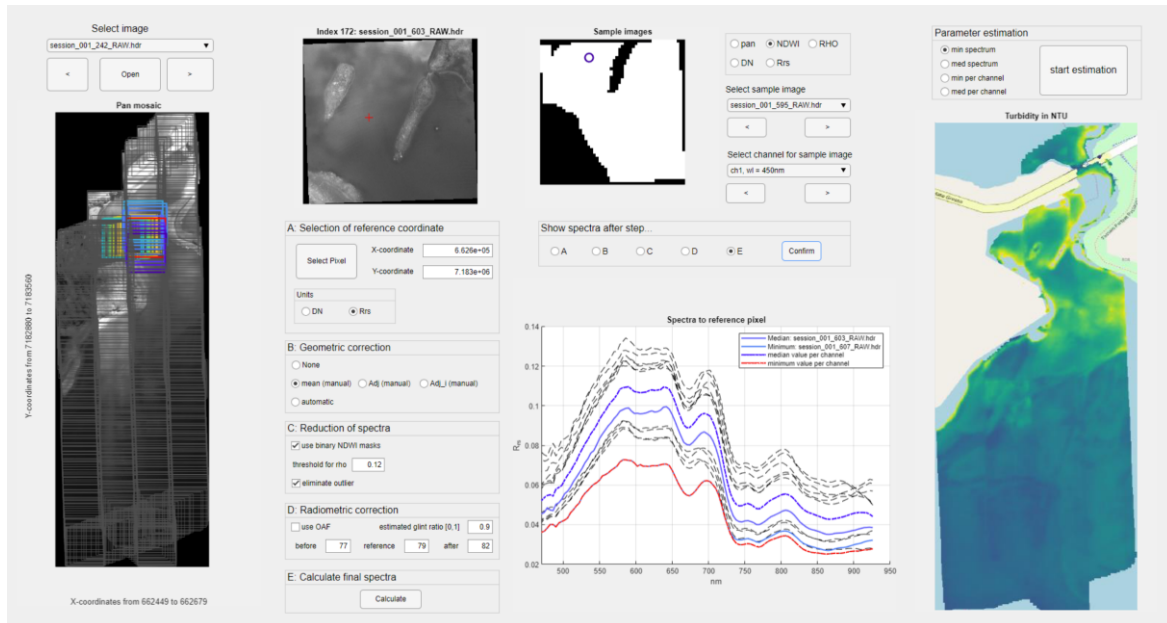 Select image
session_001_242_RAW.hdr
<
Open
>
Pan mosaic
Y-coordinates from 7182880 to 7183560
X-coordinates from 662449 to 662679
Index 172: session_001_603_RAW.hdr
A: Selection of reference coordinate
Select Pixel
X-coordinate 6.626e+05
Y-coordinate 7.183e+06
Units
DN Rrs
B: Geometric correction
None
mean (manual) Adj (manual) Adj_i (manual)
automatic
C: Reduction of spectra
use binary NDWI masks
threshold for rho 0.12
eliminate outlier
D: Radiometric correction
use OAF estimated glint ratio [0,1] 0.9
before 77 reference 79 after 82
E: Calculate final spectra
Calculate
Sample images
pan NDWI RHO
DN Rrs
Select sample image
session_001_595_RAW.hdr
< >
Select channel for sample image
ch1, wl = 450nm
< >
Show spectra after step...
A B C D E Confirm
Spectra to reference pixel
Median: session_001_603_RAW.hdr
Minimum: session_001_607_RAW.hdr
median value per channel
minimum value per channel
0.14
0.12
0.1
0.08
0.06
0.04
0.02
R
500 550 600 650 700 750 800 850 900 950
nm
Parameter estimation
min spectrum
med spectrum
min per channel
med per channel
start estimation
Turbidity in NTU